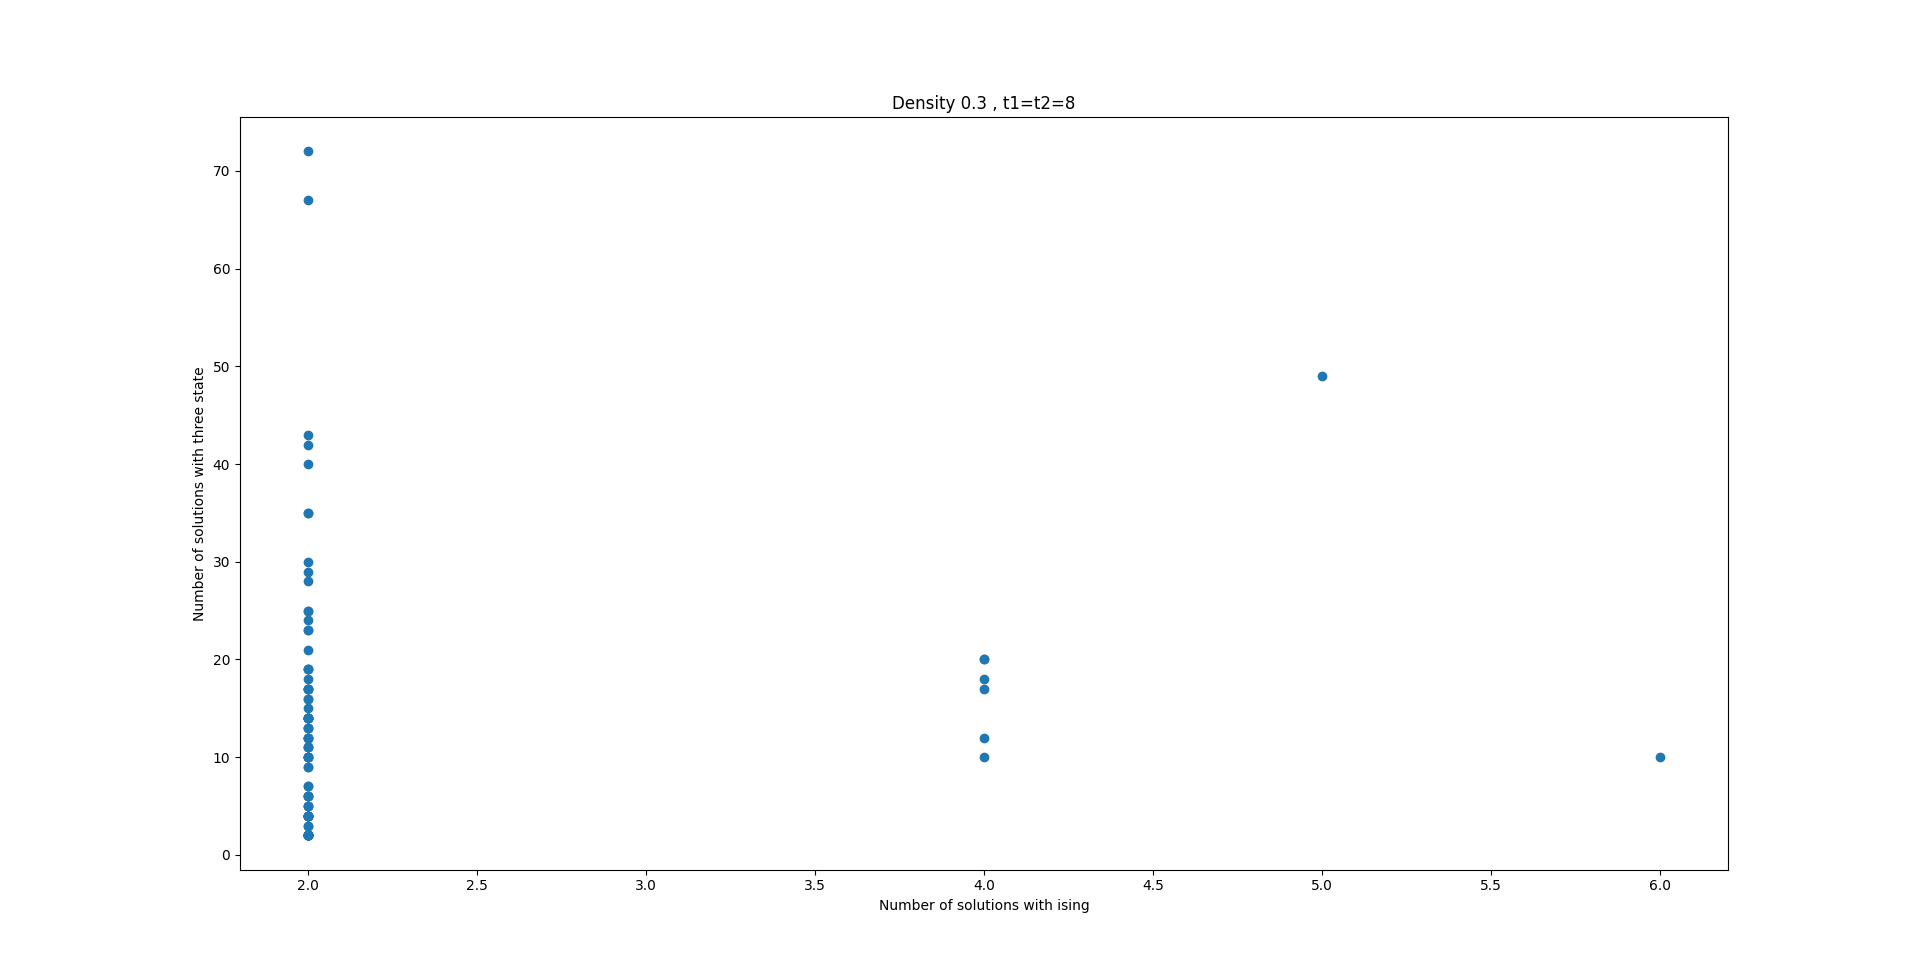 Density 0.3 , t1=t2=8
70
60
50
40
30
20
10
0
Number of solutions with three state
2.0 2.5 3.0 3.5 4.0 4.5 5.0 5.5 6.0
Number of solutions with ising